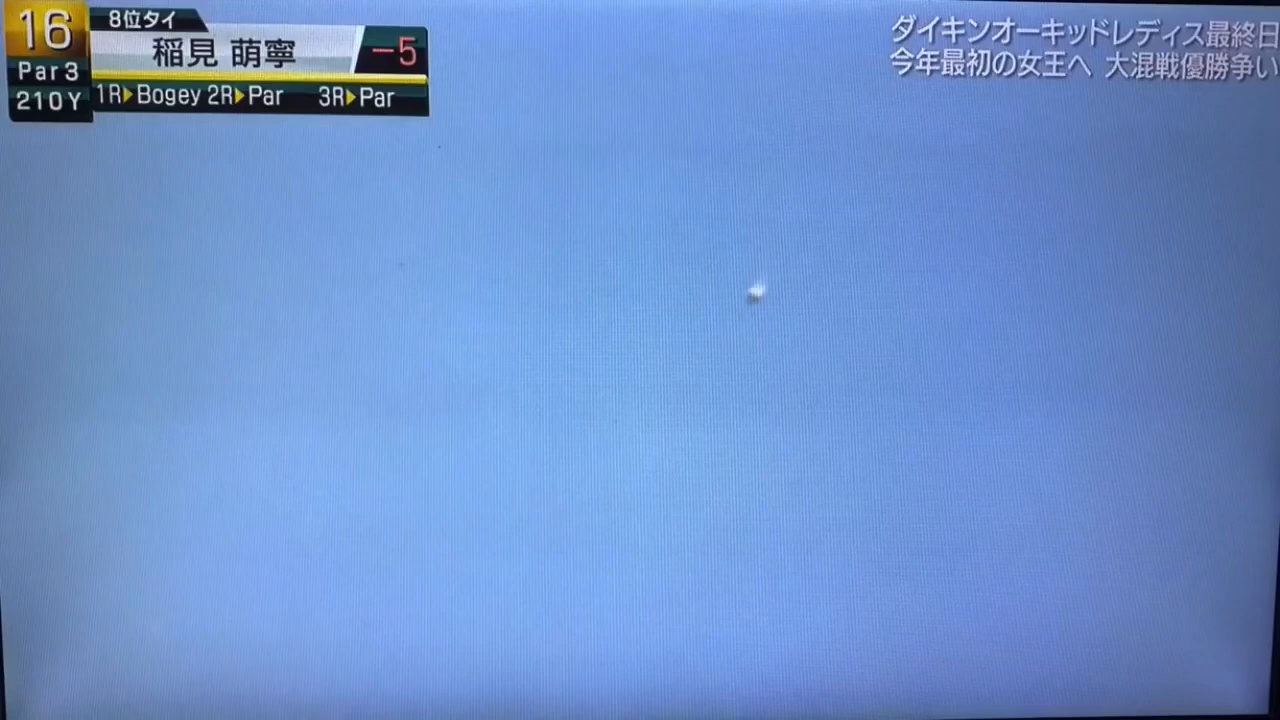 16
Par 3
210Y
8位タイ
稲見 萌寧
-5
1R▶Bogey 2R▶Par 3R▶Par
ダイキンオーキッドレディス最終日
今年最初の女王へ 大混戦優勝争い